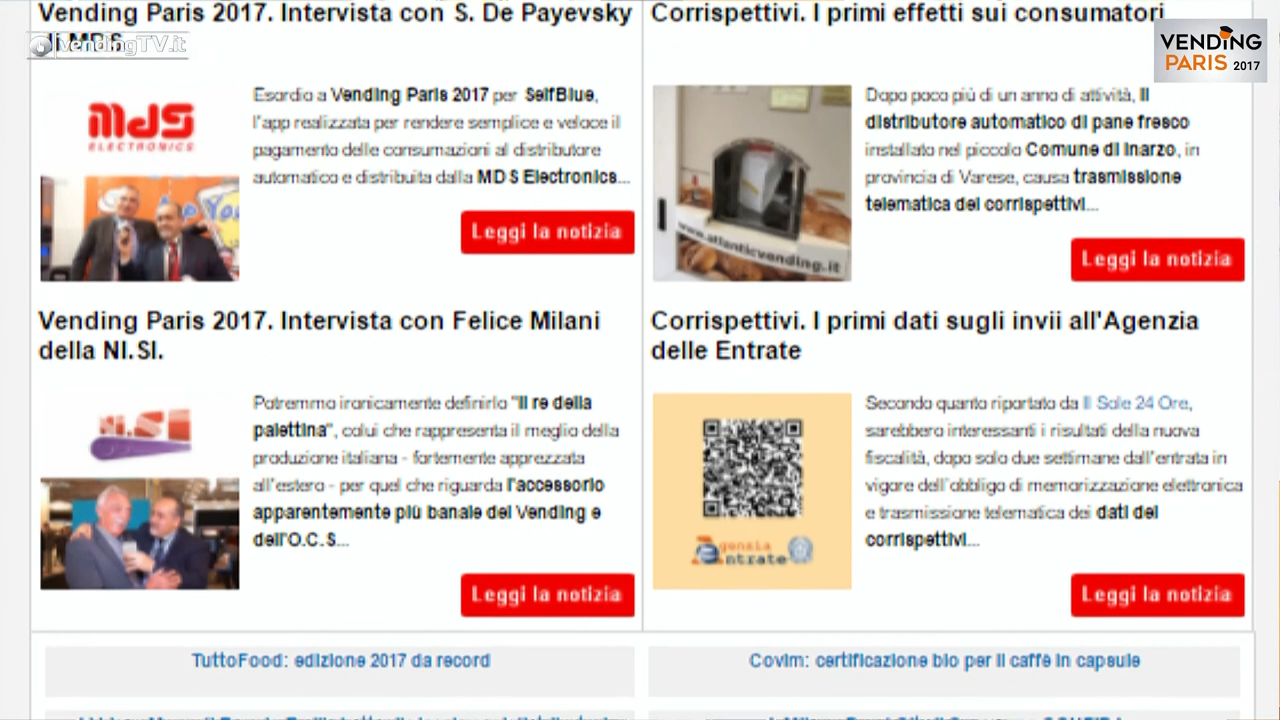 Vending Paris 2017. Intervista con S. De Payevsky
di MDS
vendingTV.it
MDS
ELECTRONICS
Esordio a Vending Paris 2017 per SelfBlue,
l'app realizzata per rendere semplice e veloce il
pagamento delle consumazioni al distributore
automatico e distribuita dalla MDS Electronics...
Leggi la notizia
Corrispettivi. I primi effetti sui consumatori
VENDING
PARIS 2017
www.atlanticvending.it
Dopo poco più di un anno di attività, il
distributore automatico di pane fresco
installato nel piccolo Comune di Inarzo, in
provincia di Varese, causa trasmissione
telematica dei corrispettivi...
Leggi la notizia
Vending Paris 2017. Intervista con Felice Milani
della NI.SI.
NI.SI.
Potremmo ironicamente definirlo "Il re della
palettina", colui che rappresenta il meglio della
produzione italiana - fortemente apprezzata
all'estero - per quel che riguarda l'accessorio
apparentemente più banale del Vending e
dell'O.C.S...
Leggi la notizia
Corrispettivi. I primi dati sugli invii all'Agenzia
delle Entrate
Agenzia
Entrate
Secondo quanto riportato da Il Sole 24 Ore,
sarebbero interessanti i risultati della nuova
fiscalità, dopo solo due settimane dall'entrata in
vigore dell'obbligo di memorizzazione elettronica
e trasmissione telematica dei dati dei
corrispettivi...
Leggi la notizia
TuttoFood: edizione 2017 da record
Covim: certificazione bio per il caffè in capsule